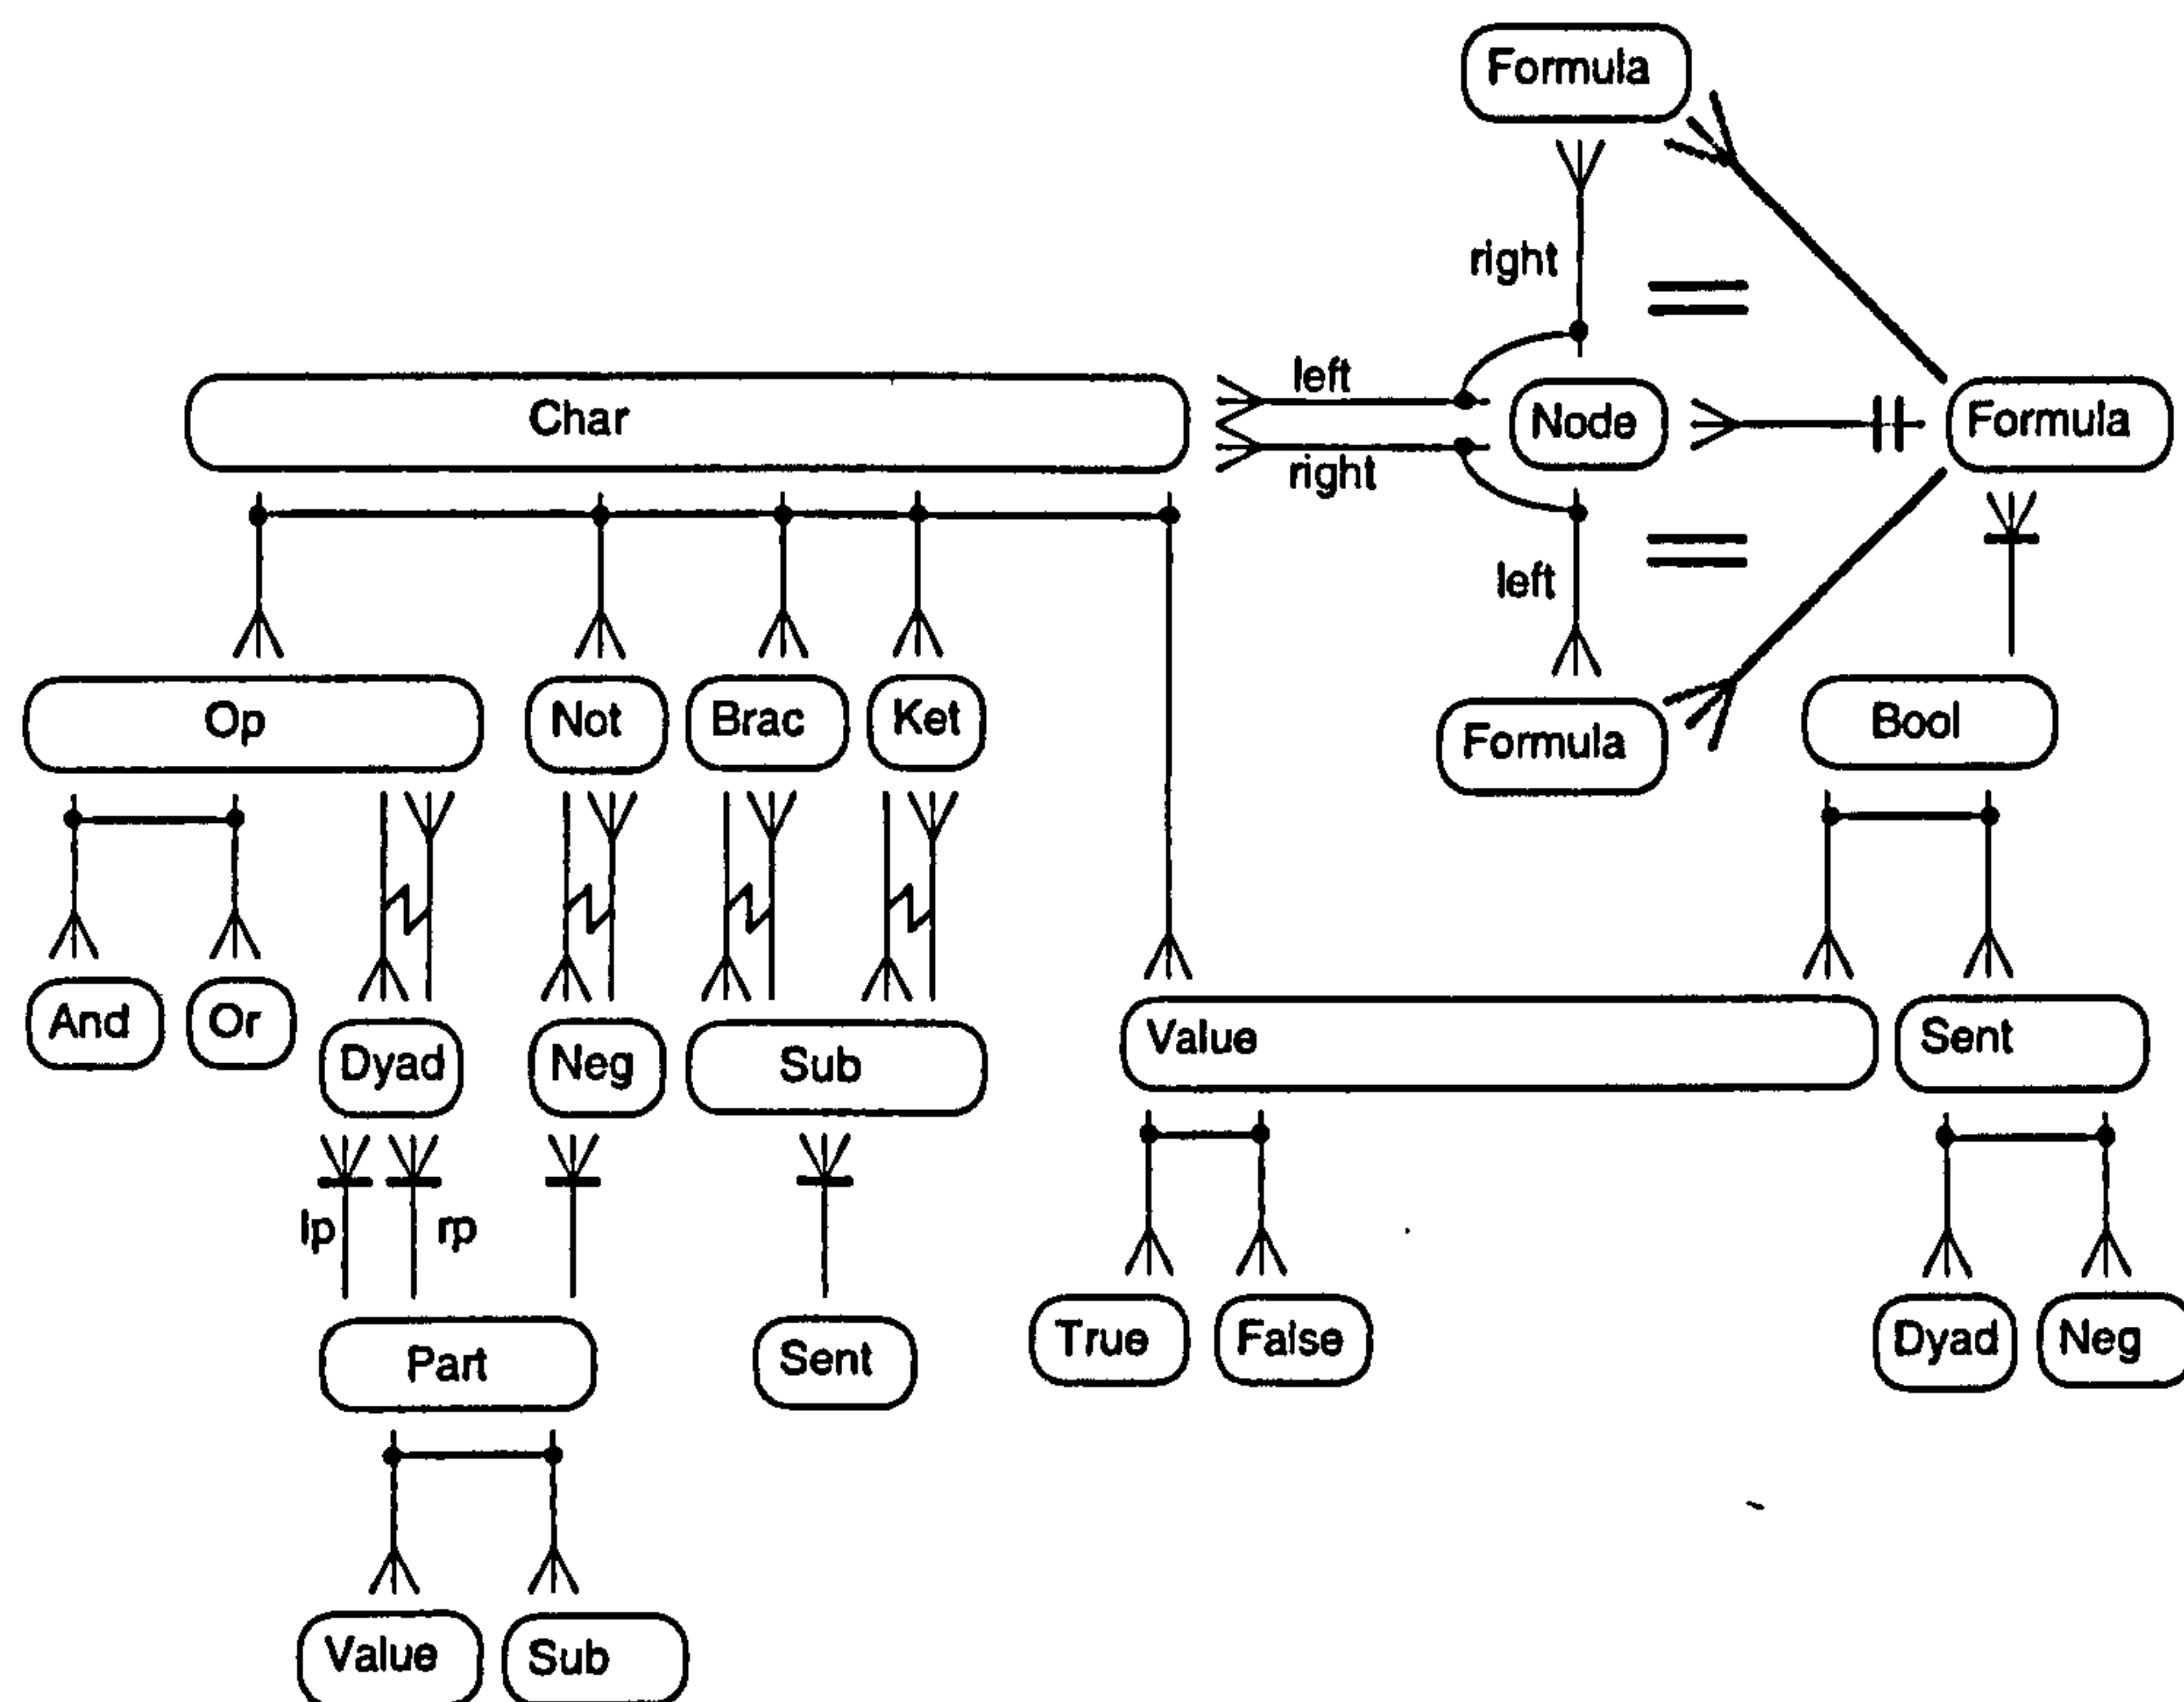 Formula
right
left
Char
Node
Formula
right
left
Op
Not
Brac
Ket
Formula
Bool
And
Or
Dyad
Neg
Sub
Value
Sent
lp
rp
Part
Sent
True
False
Dyad
Neg
Value
Sub